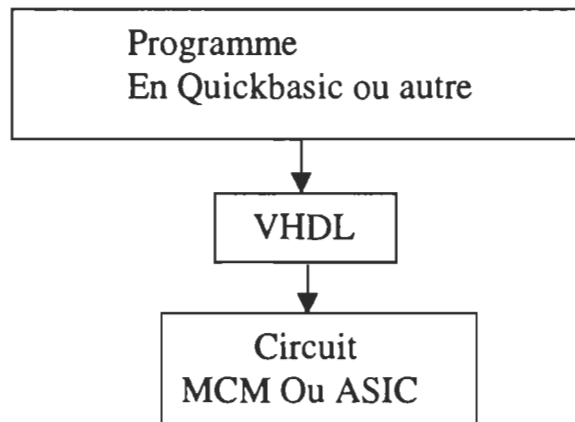 Programme
En Quickbasic ou autre
VHDL
Circuit
MCM Ou ASIC